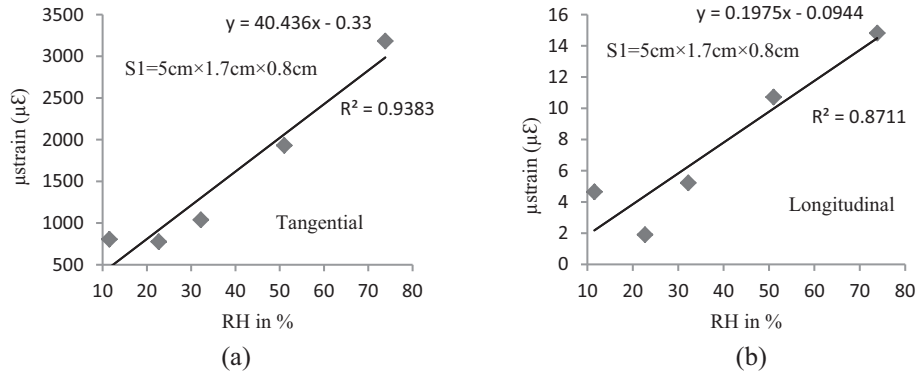 y = 40.436x - 0.33
S1=5cm×1.7cm×0.8cm
R² = 0.9383
Tangential
µstrain (µƐ)
3500
3000
2500
2000
1500
1000
500
10 20 30 40 50 60 70 80
RH in %
(a)
y = 0.1975x - 0.0944
S1=5cm×1.7cm×0.8cm
R² = 0.8711
Longitudinal
µstrain (µƐ)
16
14
12
10
8
6
4
2
0
10 20 30 40 50 60 70 80
RH in %
(b)